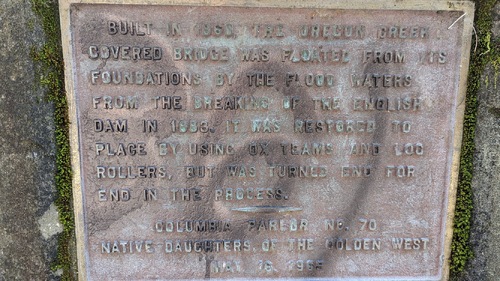 BUILT IN THE OREGON CREEK
COVERED BRIDGE WAS FLOATED FROM ITS
FOUNDATIONS BY THE FLOOD WATERS
FROM THE BREAKING OF THE ENGLISH
DAM IN 1883. IT WAS RESTORED TO
PLACE BY USING OX TEAMS AND LOG
ROLLERS, BUT WAS TURNED END FOR
END IN THE PROCESS.
COLUMBIA PARLOR NO. 70
NATIVE DAUGHTERS OF THE GOLDEN WEST